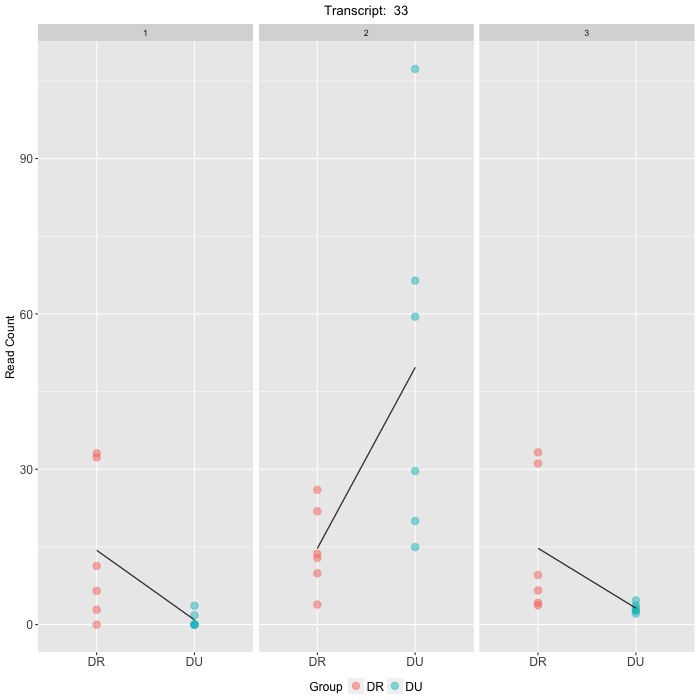 Transcript: 33
1 2 3
90
60
30
0
Read Count
DR DU DR DU DR DU
Group DR DU